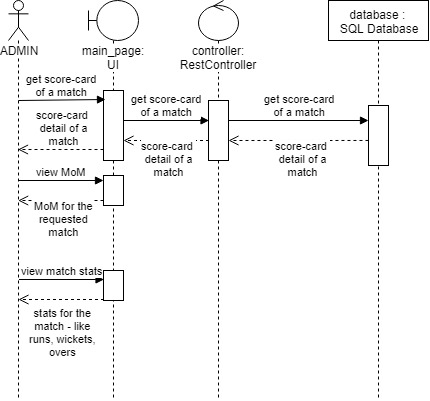 ADMIN
main_page:
UI
controller:
RestController
database :
SQL Database
get score-card
of a match
get score-card
of a match
get score-card
of a match
score-card
detail of a
match
score-card
detail of a
match
score-card
detail of a
match
view MoM
MoM for the
requested
match
view match stats
stats for the
match - like
runs, wickets,
overs